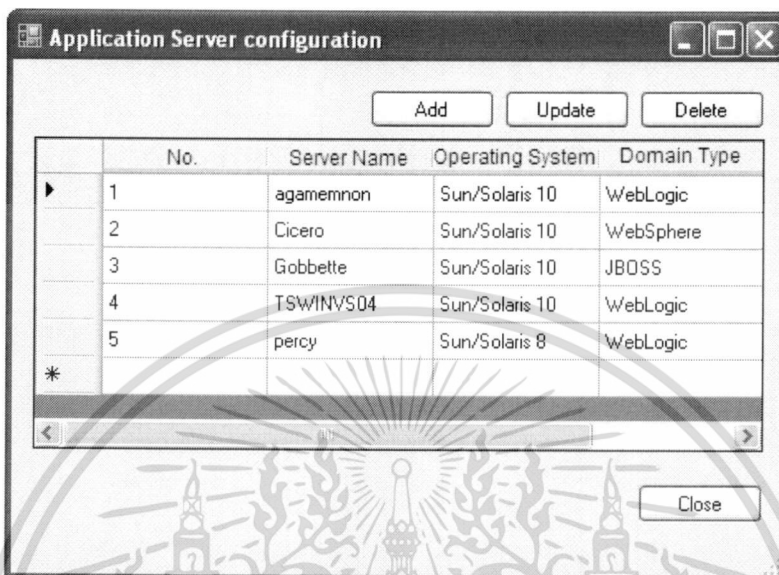 Application Server configuration
Add Update Delete
No. Server Name Operating System Domain Type
1 agamemnon Sun/Solaris 10 WebLogic
2 Cicero Sun/Solaris 10 WebSphere
3 Gobbette Sun/Solaris 10 JBOSS
4 TSWINVS04 Sun/Solaris 10 WebLogic
5 percy Sun/Solaris 8 WebLogic
*
Close